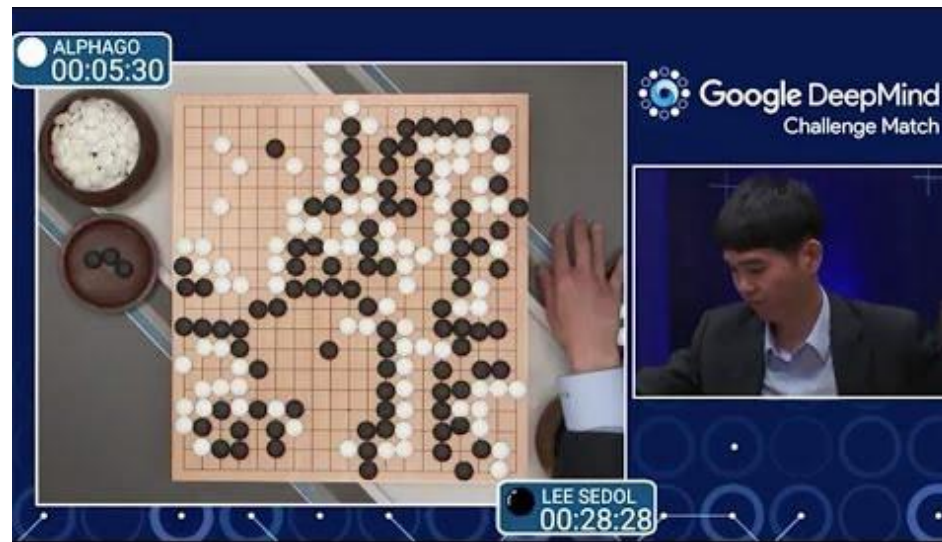 ALPHAGO
00:05:30
Google DeepMind
Challenge Match
LEE SEDOL
00:28:28